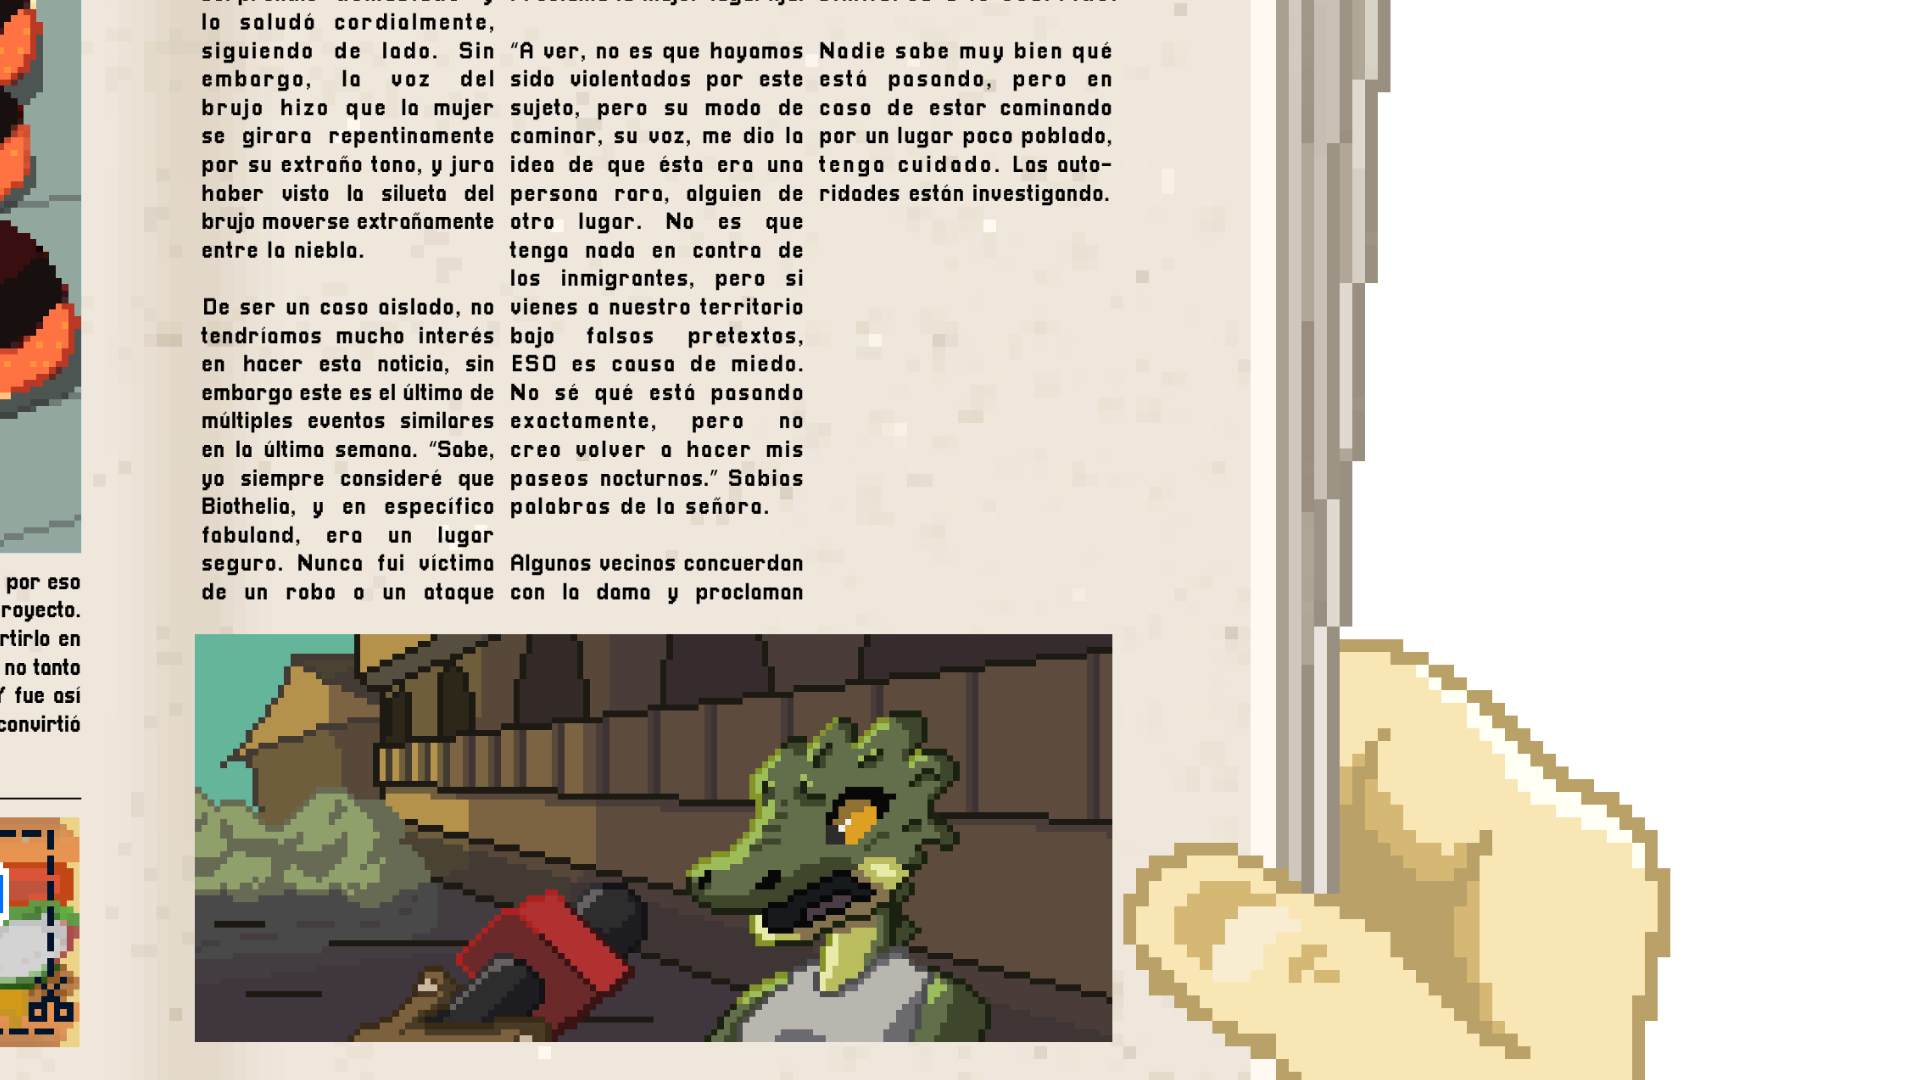 lo saludó cordialmente,
siguiendo de lado. Sin
embargo, la voz del
brujo hizo que la mujer
se girara repentinamente
por su extraño tono, y jura
haber visto la silueta del
brujo moverse extrañamente
entre la niebla.
De ser un caso aislado, no
tendríamos mucho interés
en hacer esta noticia, sin
embargo este es el último de
múltiples eventos similares
en la última semana. "Sabe,
yo siempre consideré que
Biothelia, y en específico
fabuland, era un lugar
seguro. Nunca fui víctima
de un robo o un ataque
"A ver, no es que hayamos
sido violentados por este
sujeto, pero su modo de
caminar, su voz, me dio la
idea de que ésta era una
persona rara, alguien de
otro lugar. No es que
tenga nada en contra de
los inmigrantes, pero si
vienes a nuestro territorio
bajo falsos pretextos,
ESO es causa de miedo.
No sé qué está pasando
exactamente, pero no
creo volver a hacer mis
paseos nocturnos." Sabias
palabras de la señora.
Algunos vecinos concuerdan
con la dama y proclaman
Nadie sabe muy bien qué
está pasando, pero en
caso de estar caminando
por un lugar poco poblado,
tenga cuidado. Las auto-
ridades están investigando.
por eso
royecto.
rtirlo en
no tanto
Y fue así
convirtió